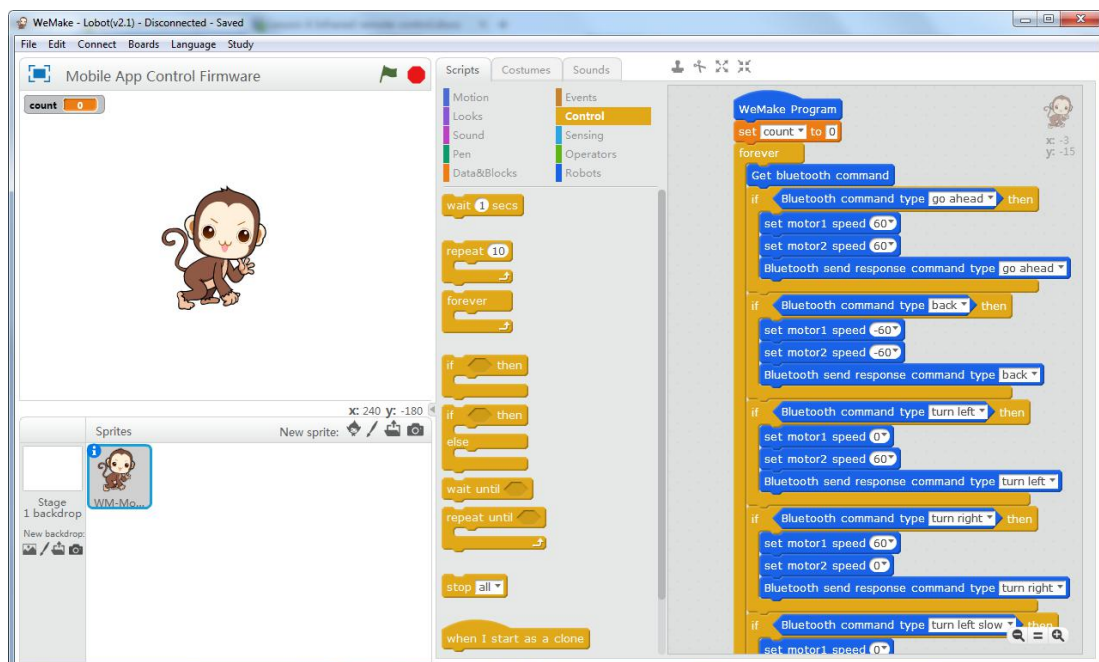 WeMake - Lobot(v2.1) - Disconnected - Saved
File Edit Connect Boards Language Study
Mobile App Control Firmware
count 0
x: 240 y: -180
Sprites
New sprite:
WM-Mo...
Stage
1 backdrop
New backdrop:
Scripts Costumes Sounds
Motion Events
Looks Control
Sound Sensing
Pen Operators
Data&Blocks Robots
wait 1 secs
repeat 10
forever
if then
if then
else
wait until
repeat until
stop all
when I start as a clone
WeMake Program
set count to 0
forever
Get bluetooth command
if Bluetooth command type go ahead then
set motor1 speed 60
set motor2 speed 60
Bluetooth send response command type go ahead
if Bluetooth command type back then
set motor1 speed -60
set motor2 speed -60
Bluetooth send response command type back
if Bluetooth command type turn left then
set motor1 speed 0
set motor2 speed 60
Bluetooth send response command type turn left
if Bluetooth command type turn right then
set motor1 speed 60
set motor2 speed 0
Bluetooth send response command type turn right
if Bluetooth command type turn left slow then
set motor1 speed 0
x: -3
y: -15